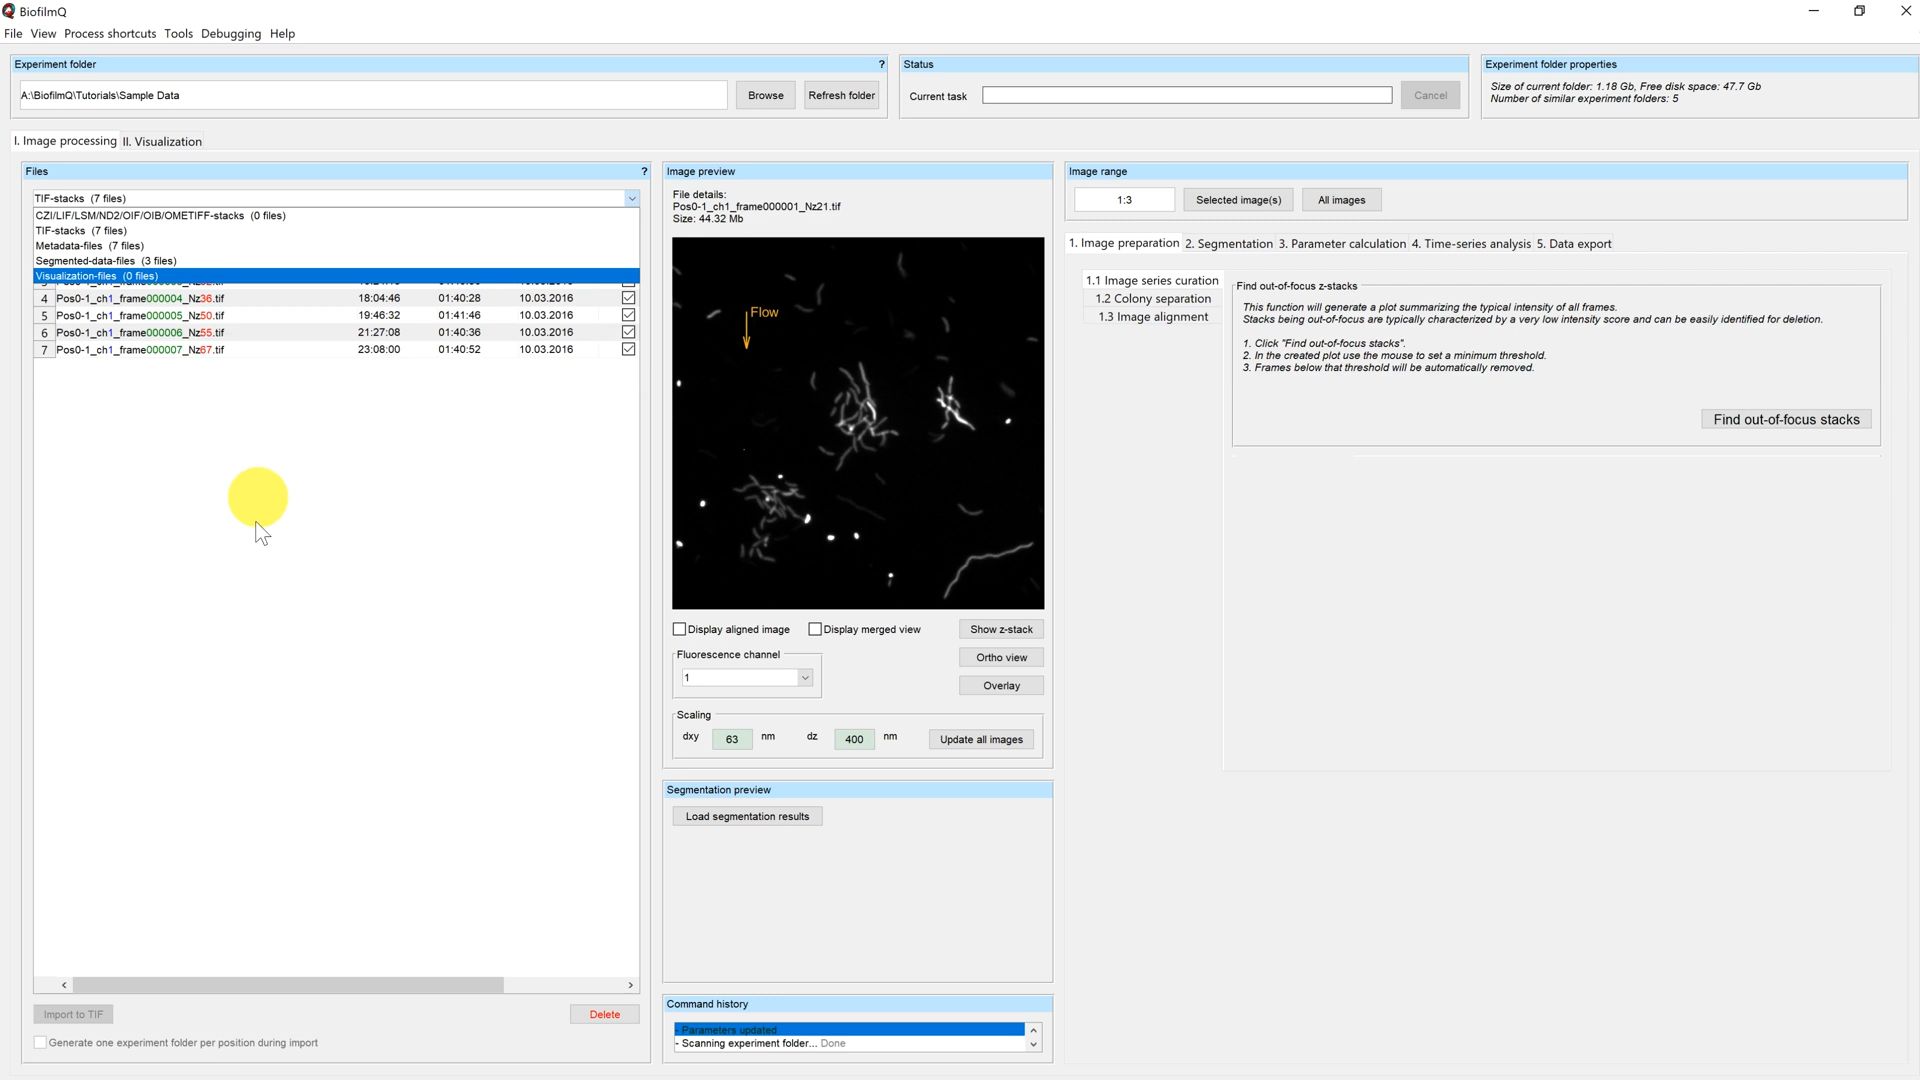 BiofilmQ
File View Process shortcuts Tools Debugging Help
Experiment folder ?
A:\BiofilmQ\Tutorials\Sample Data
Browse
Refresh folder
Status
Current task
Cancel
Experiment folder properties
Size of current folder: 1.18 Gb, Free disk space: 47.7 Gb
Number of similar experiment folders: 5
I. Image processing II. Visualization
Files ?
TIF-stacks (7 files)
CZI/LIF/LSM/ND2/OIF/OIB/OMETIFF-stacks (0 files)
TIF-stacks (7 files)
Metadata-files (7 files)
Segmented-data-files (3 files)
Visualization-files (0 files)
4 Pos0-1_ch1_frame000004_Nz36.tif 18:04:46 01:40:28 10.03.2016
5 Pos0-1_ch1_frame000005_Nz50.tif 19:46:32 01:41:46 10.03.2016
6 Pos0-1_ch1_frame000006_Nz55.tif 21:27:08 01:40:36 10.03.2016
7 Pos0-1_ch1_frame000007_Nz67.tif 23:08:00 01:40:52 10.03.2016
Import to TIF
Delete
Generate one experiment folder per position during import
Image preview
File details:
Pos0-1_ch1_frame000001_Nz21.tif
Size: 44.32 Mb
Flow
Display aligned image
Display merged view
Show z-stack
Fluorescence channel
1
Ortho view
Overlay
Scaling
dxy 63 nm dz 400 nm
Update all images
Segmentation preview
Load segmentation results
Command history
- Parameters updated
- Scanning experiment folder... Done
Image range
1:3
Selected image(s)
All images
1. Image preparation 2. Segmentation 3. Parameter calculation 4. Time-series analysis 5. Data export
1.1 Image series curation
1.2 Colony separation
1.3 Image alignment
Find out-of-focus z-stacks
This function will generate a plot summarizing the typical intensity of all frames.
Stacks being out-of-focus are typically characterized by a very low intensity score and can be easily identified for deletion.
1. Click "Find out-of-focus stacks".
2. In the created plot use the mouse to set a minimum threshold.
3. Frames below that threshold will be automatically removed.
Find out-of-focus stacks